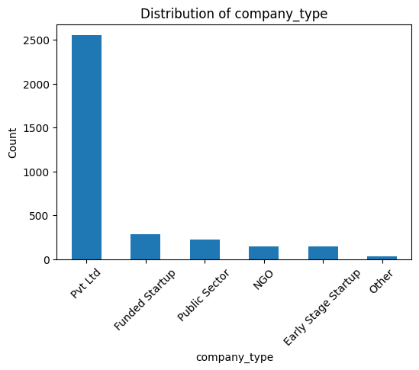 Distribution of company_type
2500
2000
1500
1000
500
0
Count
Pvt Ltd
Funded Startup
Public Sector
NGO
Early Stage Startup
Other
company_type